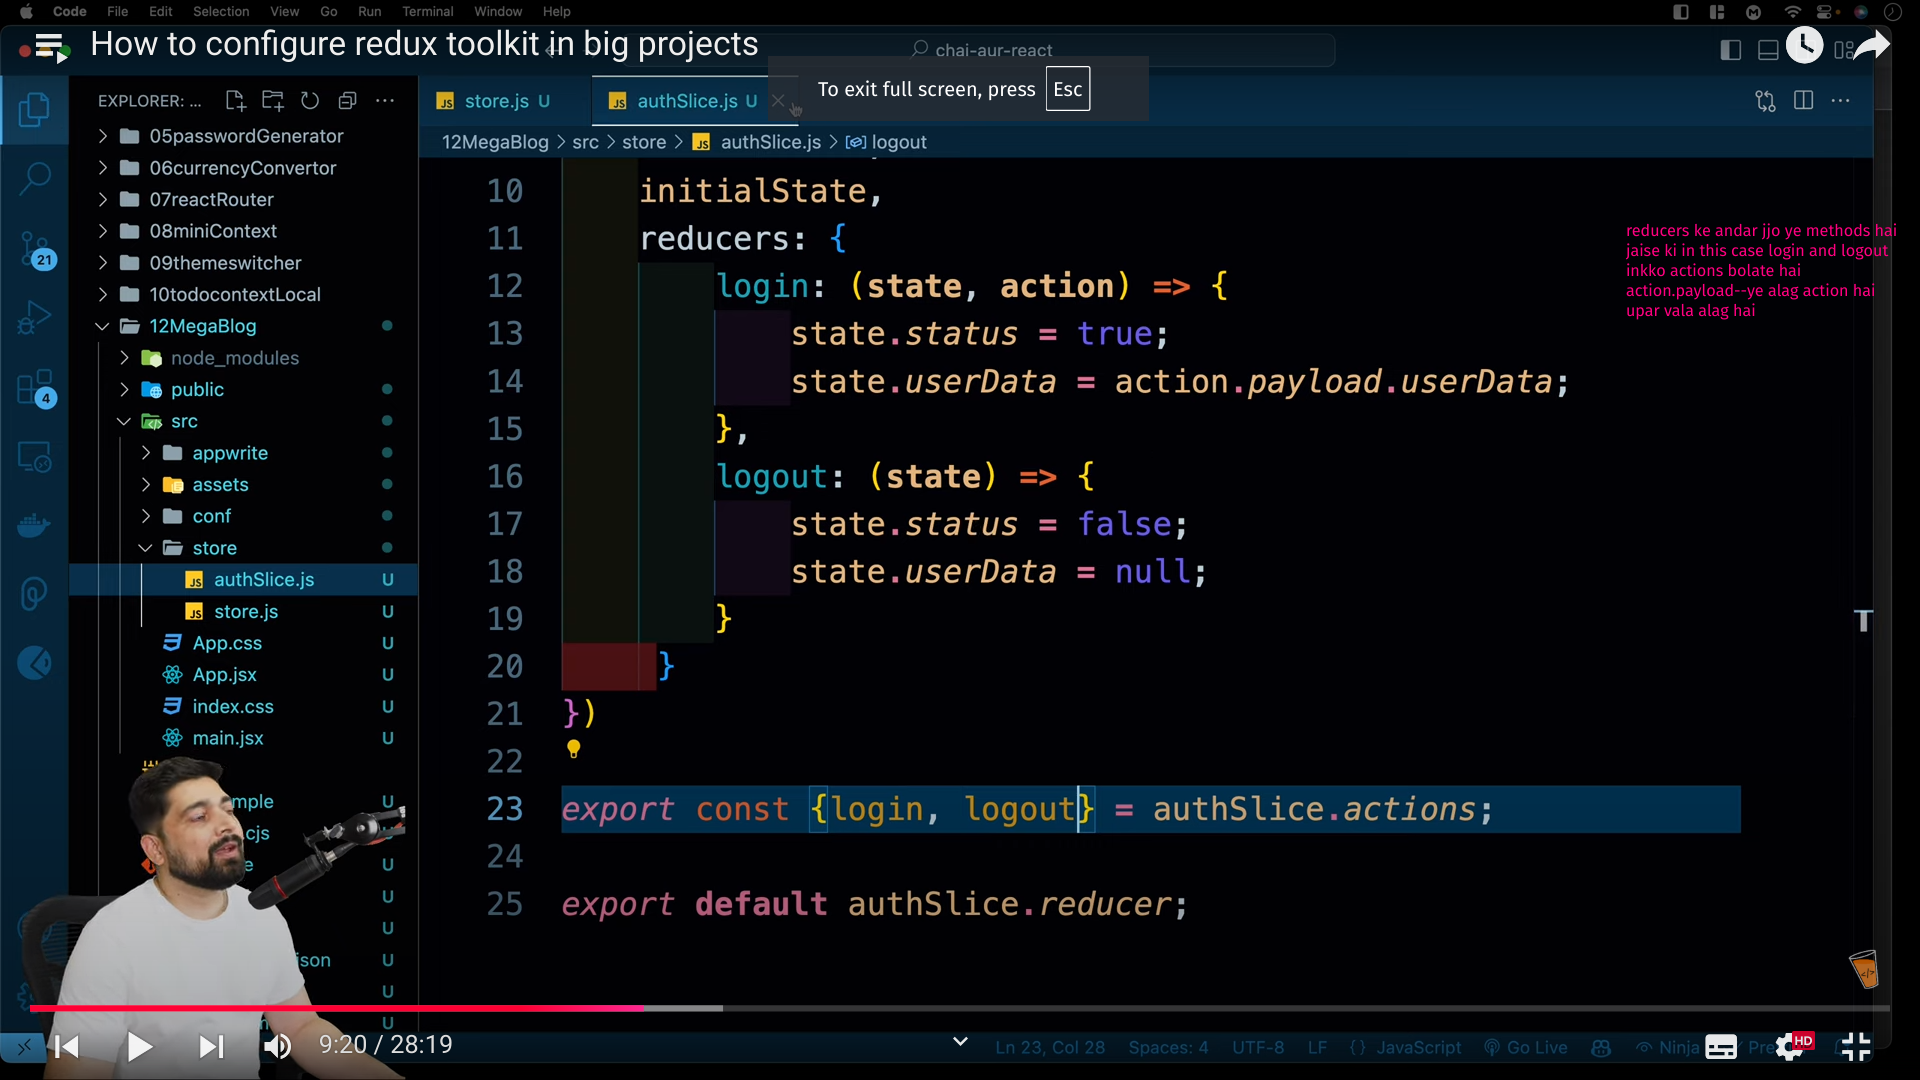 Code File Edit Selection View Go Run Terminal Window Help
How to configure redux toolkit in big projects
chai-aur-react
To exit full screen, press Esc
EXPLORER: ...
store.js U
authSlice.js U
12MegaBlog > src > store > JS authSlice.js > logout
05passwordGenerator
06currencyConvertor
07reactRouter
08miniContext
09themeswitcher
10todocontextLocal
12MegaBlog
node_modules
public
src
appwrite
assets
conf
store
authSlice.js U
store.js U
App.css U
App.jsx U
index.css U
main.jsx U
mple U
.cjs U
e U
U
U
json U
U
U
21
4
10 initialState,
11 reducers: {
12 login: (state, action) => {
13 state.status = true;
14 state.userData = action.payload.userData;
15 },
16 logout: (state) => {
17 state.status = false;
18 state.userData = null;
19 }
20 }
21 })
22
23 export const {login, logout} = authSlice.actions;
24
25 export default authSlice.reducer;
reducers ke andar jjo ye methods hai
jaise ki in this case login and logout
inkko actions bolate hai
action.payload--ye alag action hai
upar vala alag hai
T
9:20 / 28:19
Ln 23, Col 28 Spaces: 4 UTF-8 LF {} JavaScript Go Live Ninja Pre
HD